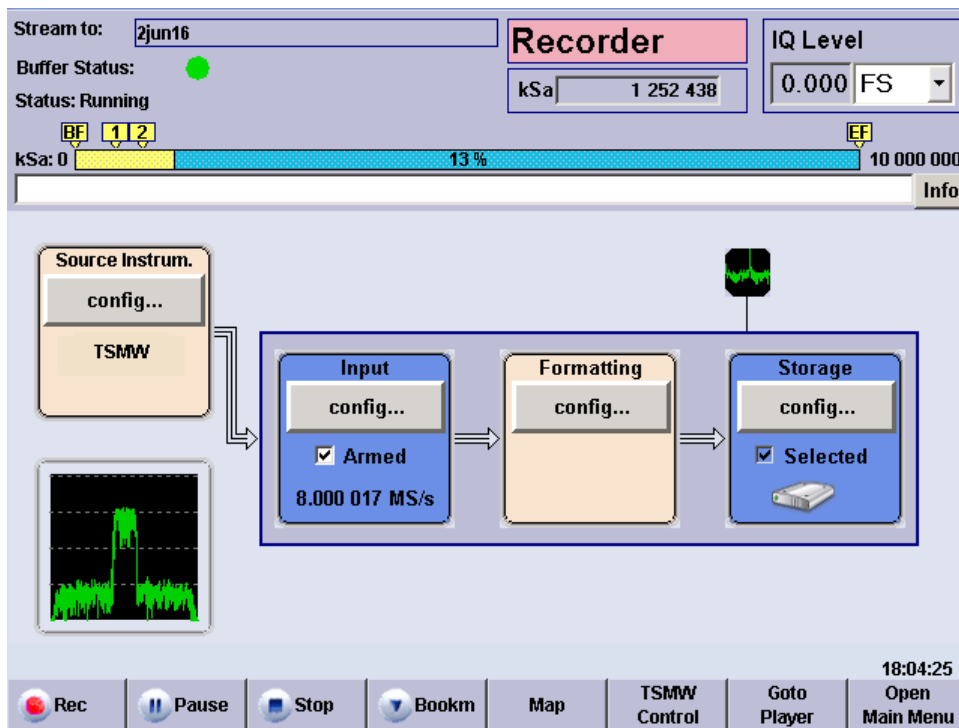 Stream to: 2jun16
Recorder
IQ Level
Buffer Status:
kSa 1 252 438
0.000 FS
Status: Running
BF 1 2 EF
kSa: 0 13 % 10 000 000
Info
Source Instrum.
config...
TSMW
Input
config...
Armed
8.000 017 MS/s
Formatting
config...
Storage
config...
Selected
18:04:25
Rec
Pause
Stop
Bookm
Map
TSMW
Control
Goto
Player
Open
Main Menu